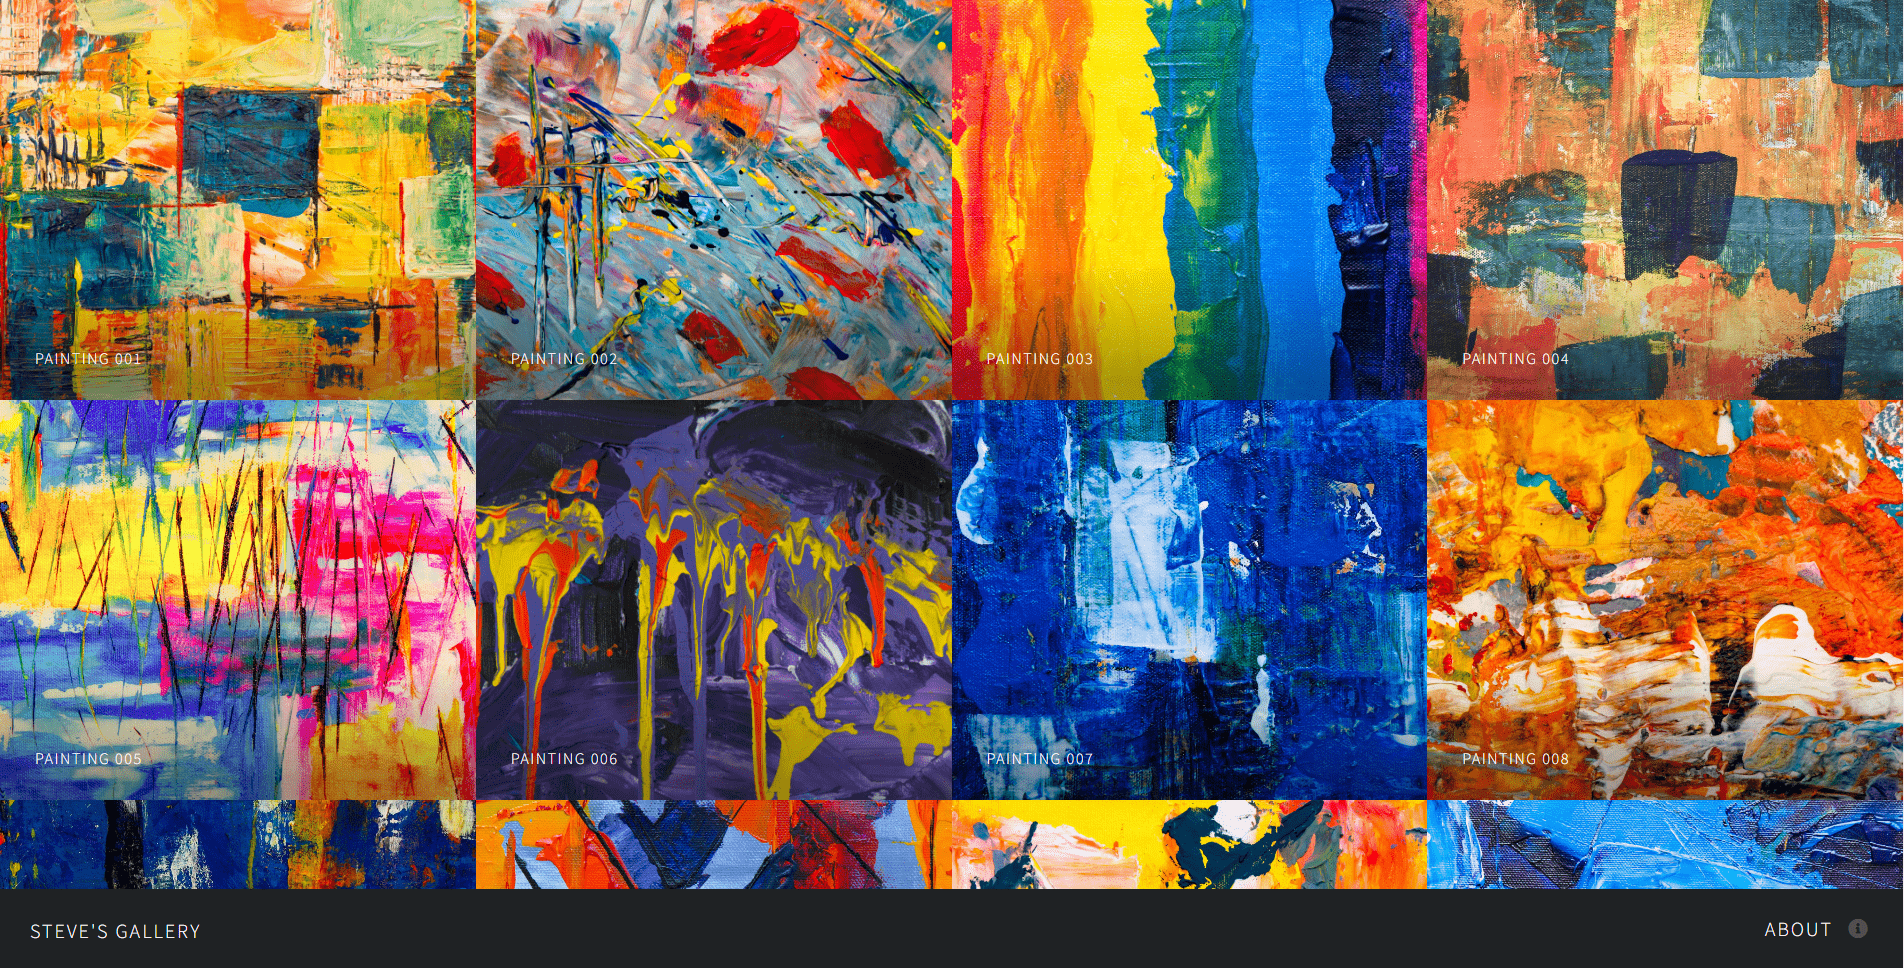 PAINTING 001
PAINTING 002
PAINTING 003
PAINTING 004
PAINTING 005
PAINTING 006
PAINTING 007
PAINTING 008
STEVE'S GALLERY
ABOUT